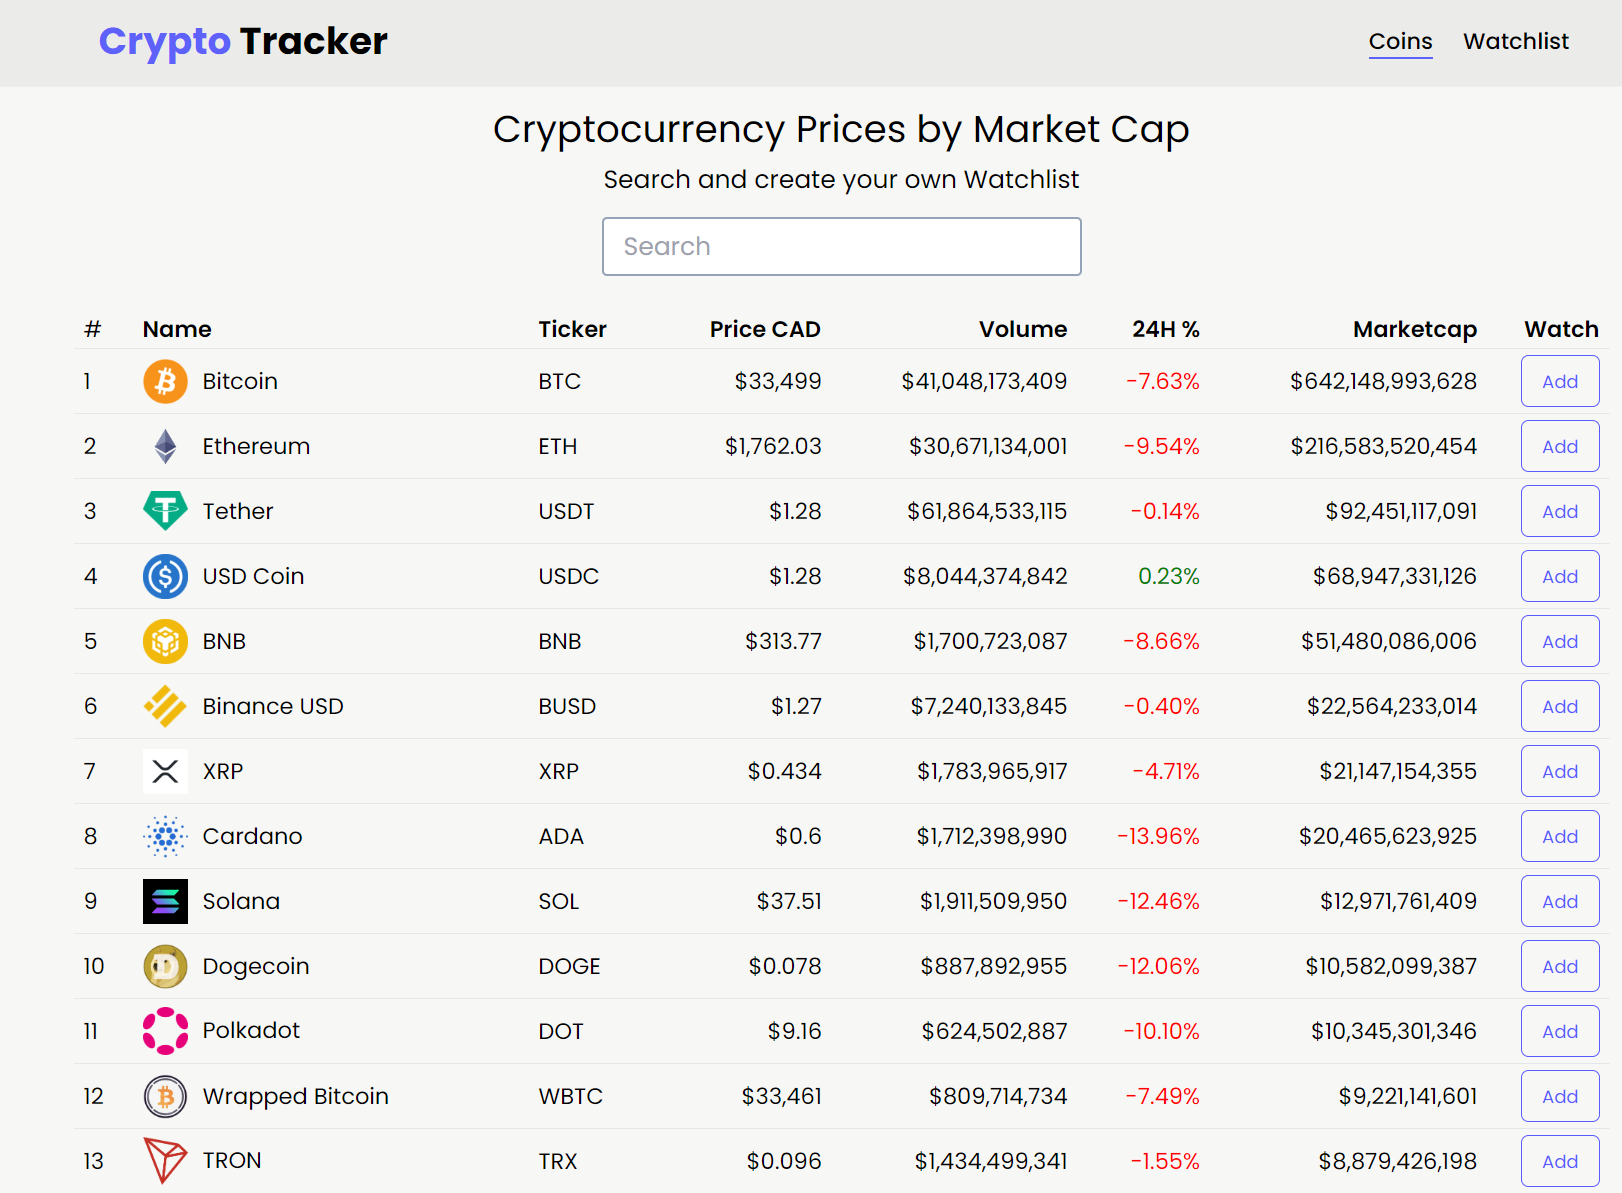 Crypto Tracker Coins Watchlist
Cryptocurrency Prices by Market Cap
Search and create your own Watchlist
Search
# Name Ticker Price CAD Volume 24H % Marketcap Watch
1 Bitcoin BTC $33,499 $41,048,173,409 -7.63% $642,148,993,628 Add
2 Ethereum ETH $1,762.03 $30,671,134,001 -9.54% $216,583,520,454 Add
3 Tether USDT $1.28 $61,864,533,115 -0.14% $92,451,117,091 Add
4 USD Coin USDC $1.28 $8,044,374,842 0.23% $68,947,331,126 Add
5 BNB BNB $313.77 $1,700,723,087 -8.66% $51,480,086,006 Add
6 Binance USD BUSD $1.27 $7,240,133,845 -0.40% $22,564,233,014 Add
7 XRP XRP $0.434 $1,783,965,917 -4.71% $21,147,154,355 Add
8 Cardano ADA $0.6 $1,712,398,990 -13.96% $20,465,623,925 Add
9 Solana SOL $37.51 $1,911,509,950 -12.46% $12,971,761,409 Add
10 Dogecoin DOGE $0.078 $887,892,955 -12.06% $10,582,099,387 Add
11 Polkadot DOT $9.16 $624,502,887 -10.10% $10,345,301,346 Add
12 Wrapped Bitcoin WBTC $33,461 $809,714,734 -7.49% $9,221,141,601 Add
13 TRON TRX $0.096 $1,434,499,341 -1.55% $8,879,426,198 Add